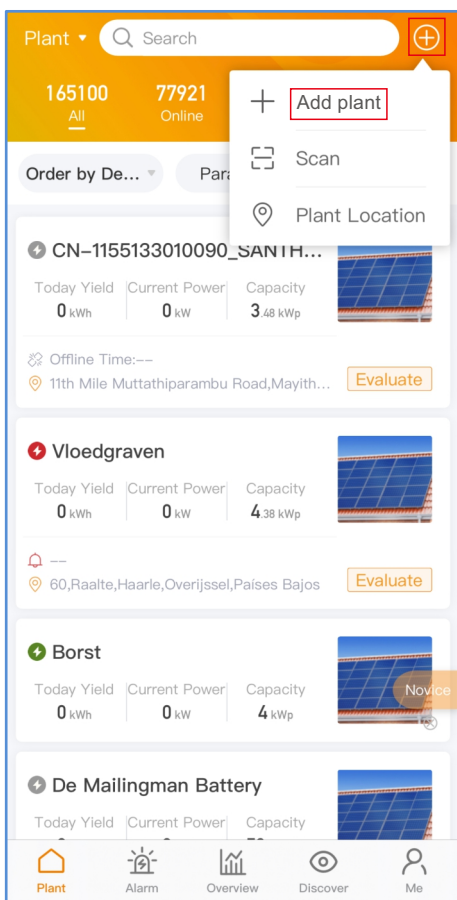 Plant Search
165100 77921
All Online
Add plant
Scan
Plant Location
Order by De... Para
CN-1155133010090_SANTH...
Today Yield Current Power Capacity
0 kWh 0 kW 3.48 kWp
Offline Time:--
11th Mile Muttathiparambu Road,Mayith... Evaluate
Vloedgraven
Today Yield Current Power Capacity
0 kWh 0 kW 4.38 kWp
--
60,Raalte,Haarle,Overijssel,Países Bajos Evaluate
Borst
Today Yield Current Power Capacity
0 kWh 0 kW 4 kWp
Novice
De Mailingman Battery
Today Yield Current Power Capacity
Plant Alarm Overview Discover Me